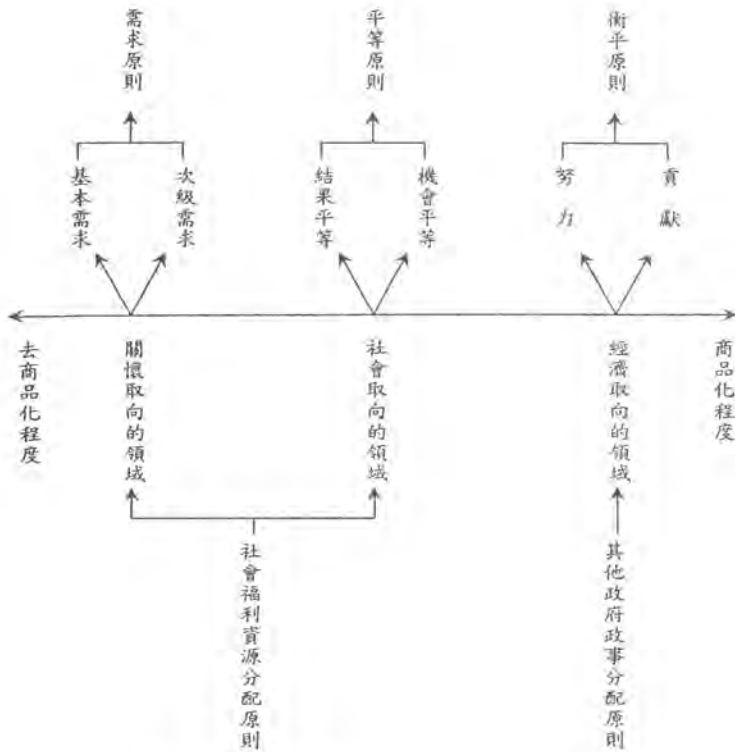 需求原則
平等原則
衡平原則
基本需求
次級需求
結果平等
機會平等
努力
貢獻
去商品化程度
關懷取向的領域
社會取向的領域
經濟取向的領域
商品化程度
社會福利資源分配原則
其他政府政事分配原則